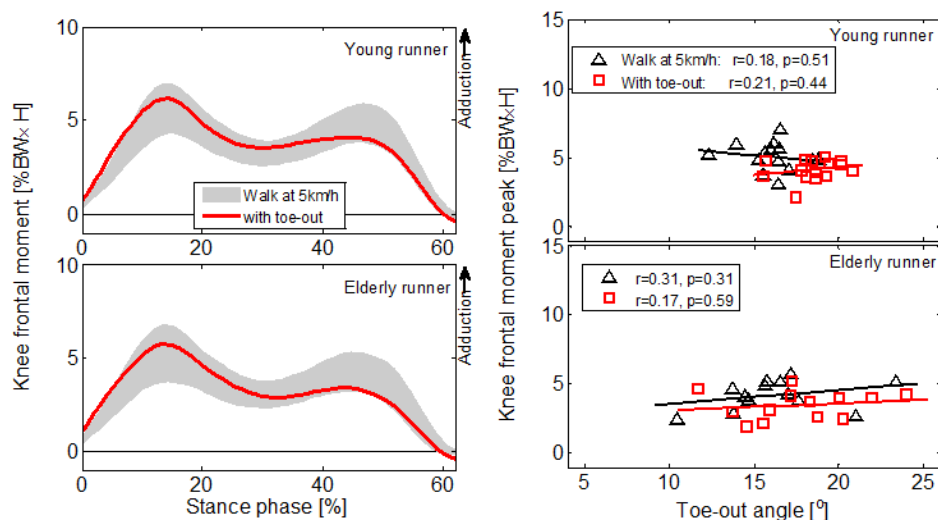 10
Young runner
Adduction
Knee frontal moment [%BW× H]
5
Walk at 5km/h
with toe-out
0
0 20 40 60
10
Elderly runner
Adduction
5
0
0 20 40 60
Stance phase [%]
15
Young runner
Walk at 5km/h: r=0.18, p=0.51
With toe-out: r=0.21, p=0.44
10
Knee frontal moment peak [%BW×H]
5
0
15
Elderly runner
r=0.31, p=0.31
r=0.17, p=0.59
10
5
0
5 10 15 20 25
Toe-out angle [º]